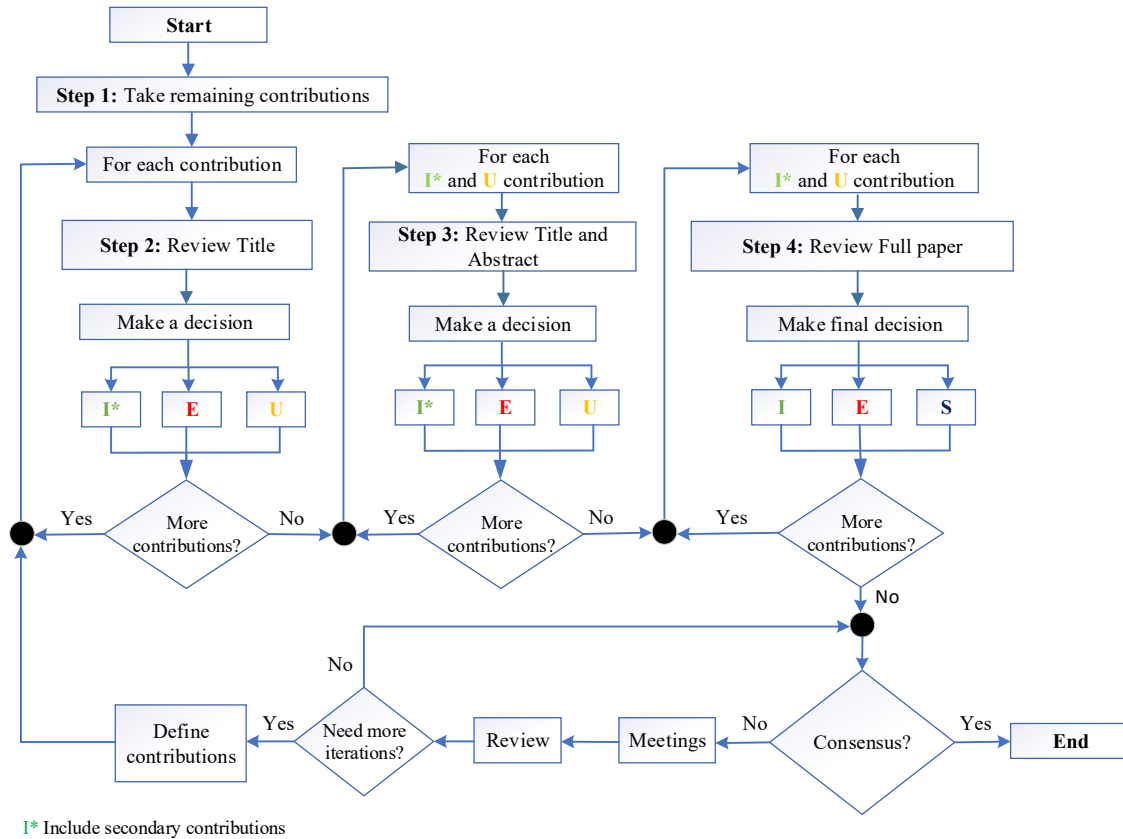 Start
Step 1: Take remaining contributions
For each contribution
Step 2: Review Title
Make a decision
I*
E
U
More
contributions?
Yes
No
For each
I* and U contribution
Step 3: Review Title and
Abstract
Make a decision
I*
E
U
More
contributions?
Yes
No
For each
I* and U contribution
Step 4: Review Full paper
Make final decision
I
E
S
More
contributions?
Yes
No
Consensus?
Yes
End
No
Meetings
Review
Need more
iterations?
No
Yes
Define
contributions
I* Include secondary contributions